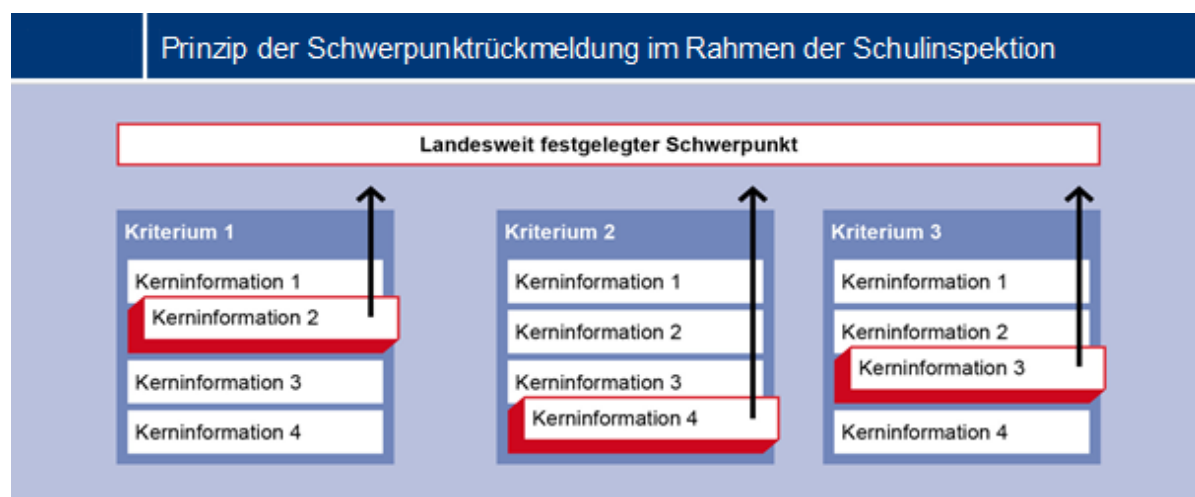 Prinzip der Schwerpunktrückmeldung im Rahmen der Schulinspektion
Landesweit festgelegter Schwerpunkt
Kriterium 1
Kerninformation 1
Kerninformation 2
Kerninformation 3
Kerninformation 4
Kriterium 2
Kerninformation 1
Kerninformation 2
Kerninformation 3
Kerninformation 4
Kriterium 3
Kerninformation 1
Kerninformation 2
Kerninformation 3
Kerninformation 4